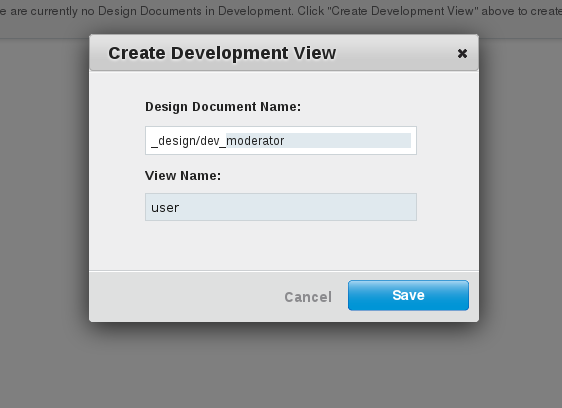 e are currently no Design Documents in Development. Click "Create Development View" above to create
Create Development View ✖
Design Document Name:
_design/dev_moderator
View Name:
user
Cancel Save